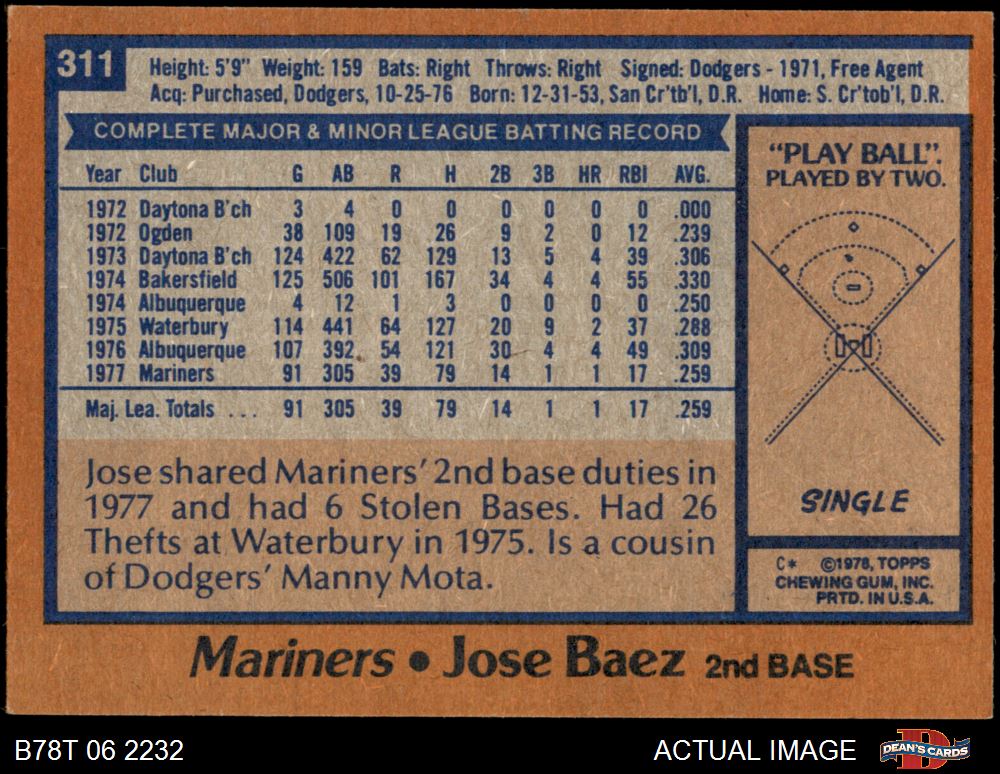 311
Height: 5'9" Weight: 159 Bats: Right Throws: Right Signed: Dodgers - 1971, Free Agent
Acq: Purchased, Dodgers, 10-25-76 Born: 12-31-53, San Cr'tb'l, D.R. Home: S. Cr'tob'l, D.R.
COMPLETE MAJOR & MINOR LEAGUE BATTING RECORD
Year Club G AB R H 2B 3B HR RBI AVG.
1972 Daytona B'ch 3 4 0 0 0 0 0 0 .000
1972 Ogden 38 109 19 26 9 2 0 12 .239
1973 Daytona B'ch 124 422 62 129 13 5 4 39 .306
1974 Bakersfield 125 506 101 167 34 4 4 55 .330
1974 Albuquerque 4 12 1 3 0 0 0 0 .250
1975 Waterbury 114 441 64 127 20 9 2 37 .288
1976 Albuquerque 107 392 54 121 30 4 4 49 .309
1977 Mariners 91 305 39 79 14 1 1 17 .259
Maj. Lea. Totals ... 91 305 39 79 14 1 1 17 .259
Jose shared Mariners' 2nd base duties in
1977 and had 6 Stolen Bases. Had 26
Thefts at Waterbury in 1975. Is a cousin
of Dodgers' Manny Mota.
"PLAY BALL".
PLAYED BY TWO.
SINGLE
C* ©1978, TOPPS
CHEWING GUM, INC.
PRTD. IN U.S.A.
Mariners • Jose Baez 2nd BASE
B78T 06 2232
ACTUAL IMAGE
DEAN'S CARDS